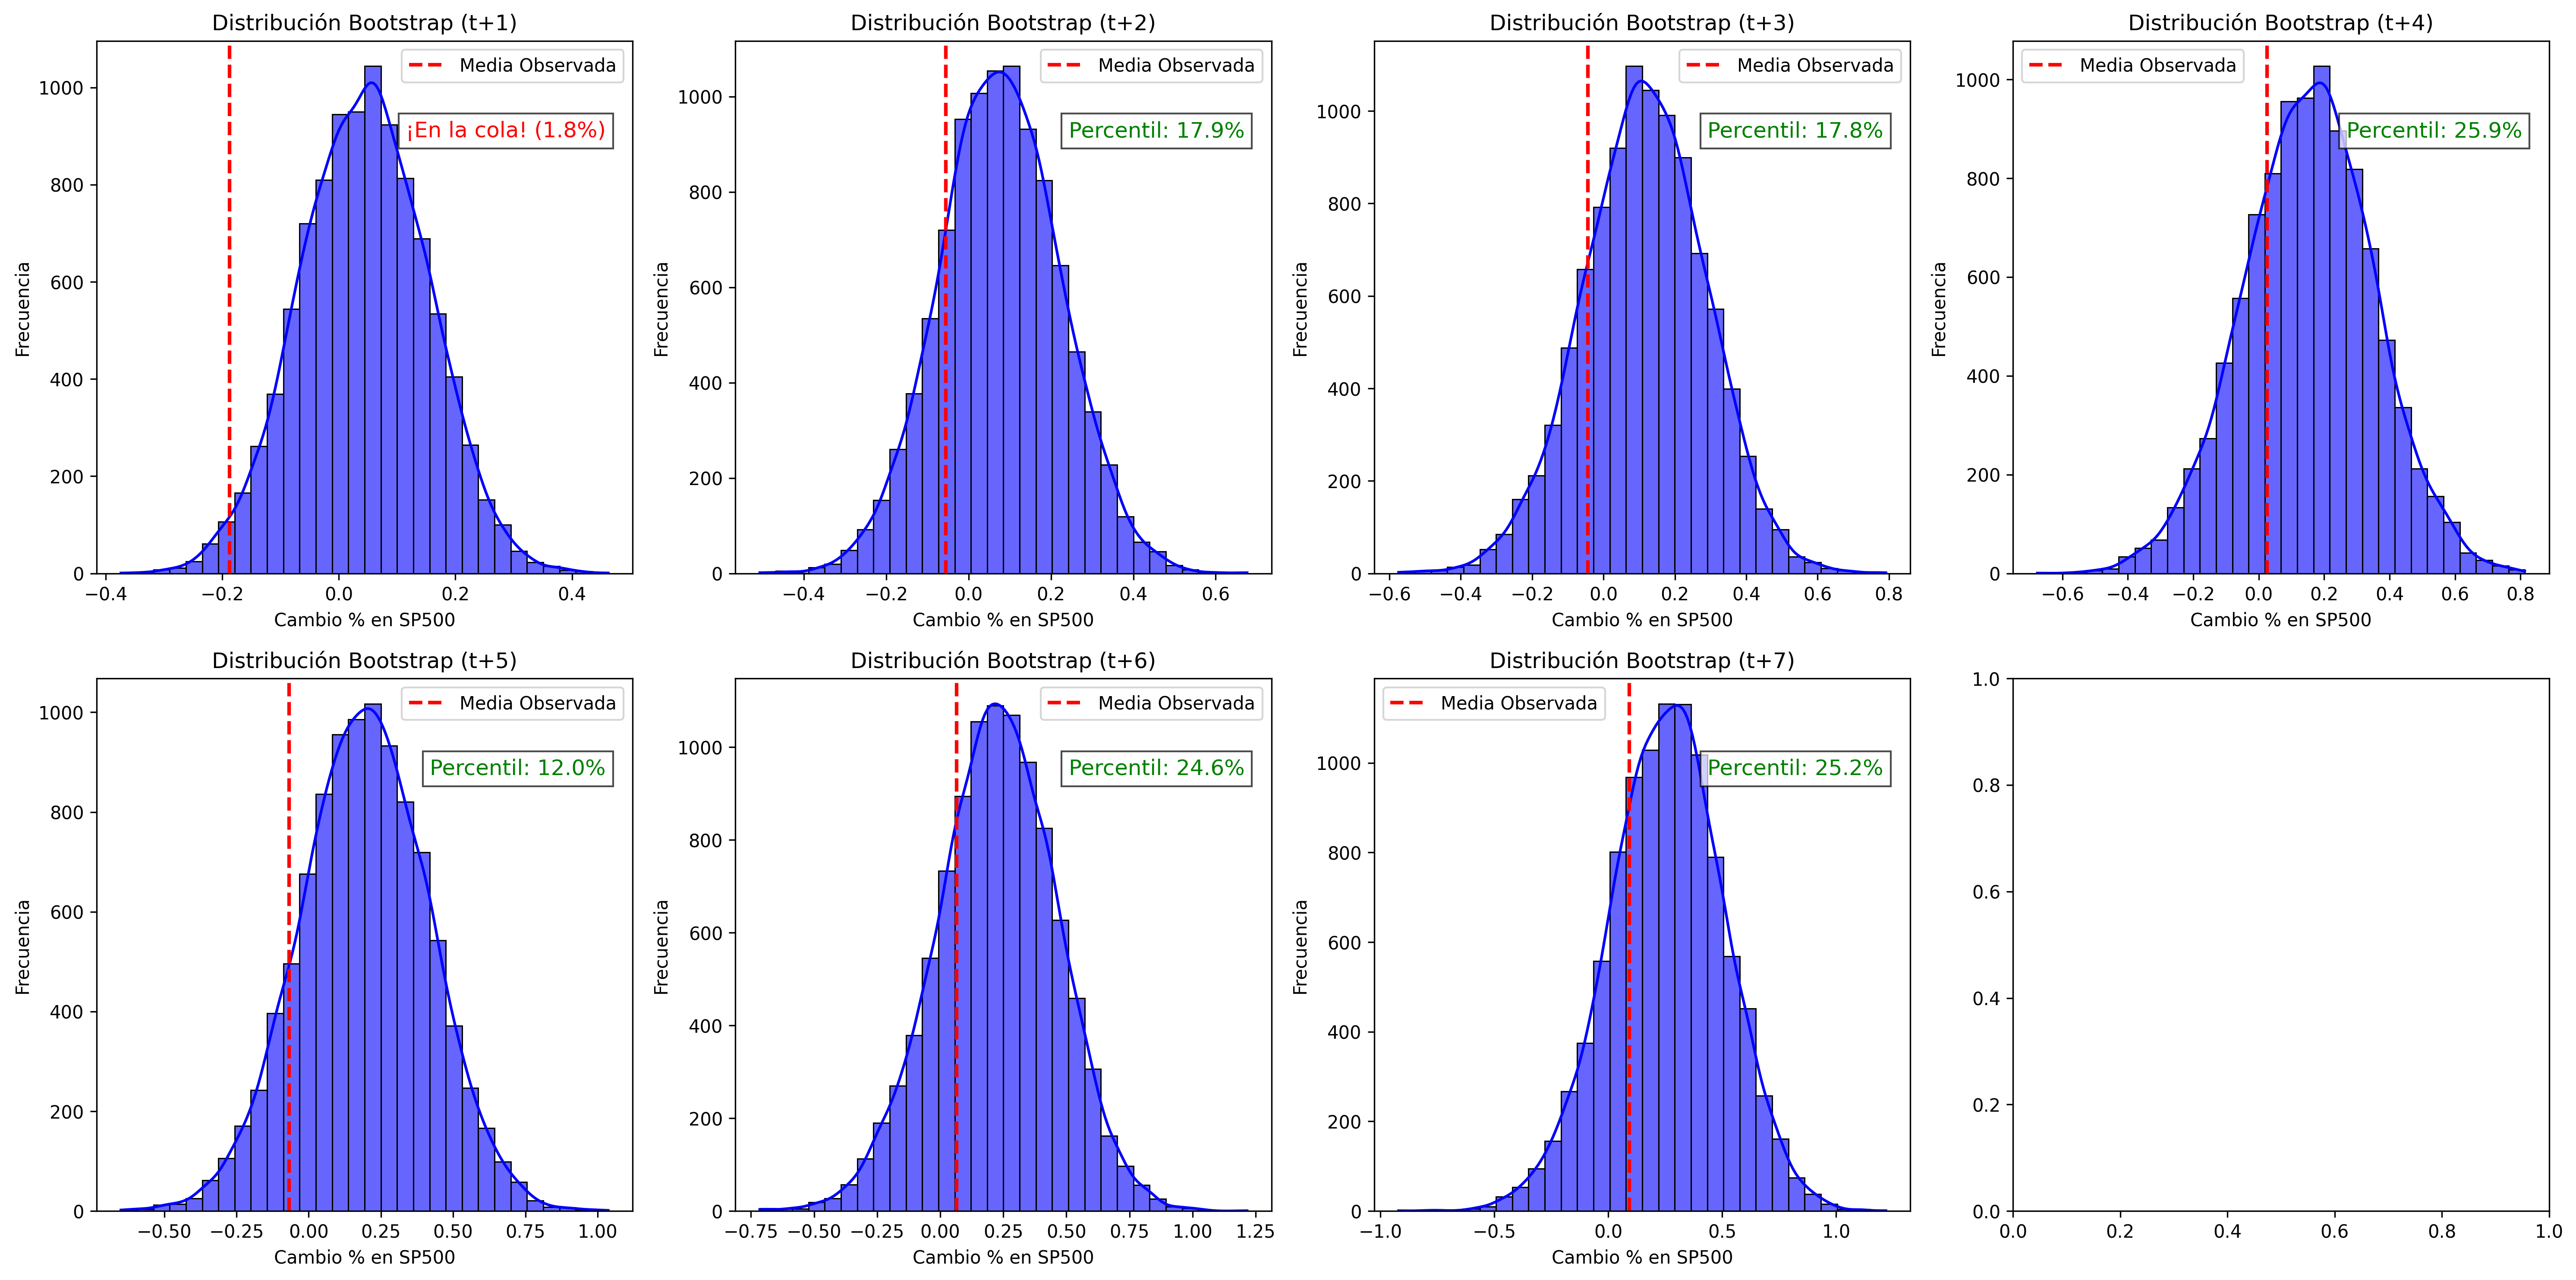 Distribución Bootstrap (t+1)
Media Observada
¡En la cola! (1.8%)
Frecuencia
1000
800
600
400
200
0
−0.4 −0.2 0.0 0.2 0.4
Cambio % en SP500
Distribución Bootstrap (t+2)
Media Observada
Percentil: 17.9%
Frecuencia
1000
800
600
400
200
0
−0.4 −0.2 0.0 0.2 0.4 0.6
Cambio % en SP500
Distribución Bootstrap (t+3)
Media Observada
Percentil: 17.8%
Frecuencia
1000
800
600
400
200
0
−0.6 −0.4 −0.2 0.0 0.2 0.4 0.6 0.8
Cambio % en SP500
Distribución Bootstrap (t+4)
Media Observada
Percentil: 25.9%
Frecuencia
1000
800
600
400
200
0
−0.6 −0.4 −0.2 0.0 0.2 0.4 0.6 0.8
Cambio % en SP500
Distribución Bootstrap (t+5)
Media Observada
Percentil: 12.0%
Frecuencia
1000
800
600
400
200
0
−0.50 −0.25 0.00 0.25 0.50 0.75 1.00
Cambio % en SP500
Distribución Bootstrap (t+6)
Media Observada
Percentil: 24.6%
Frecuencia
1000
800
600
400
200
0
−0.75 −0.50 −0.25 0.00 0.25 0.50 0.75 1.00 1.25
Cambio % en SP500
Distribución Bootstrap (t+7)
Media Observada
Percentil: 25.2%
Frecuencia
1000
800
600
400
200
0
−1.0 −0.5 0.0 0.5 1.0
Cambio % en SP500
1.0
0.8
0.6
0.4
0.2
0.0
0.0 0.2 0.4 0.6 0.8 1.0